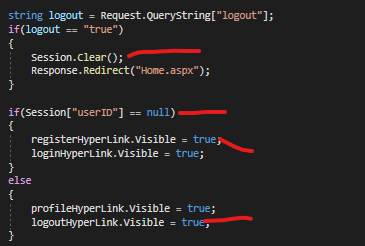 string logout = Request.QueryString["logout"];
if(logout == "true")
{
Session.Clear();
Response.Redirect("Home.aspx");
}
if(Session["userID"] == null)
{
registerHyperLink.Visible = true;
loginHyperLink.Visible = true;
}
else
{
profileHyperLink.Visible = true;
logoutHyperLink.Visible = true;
}